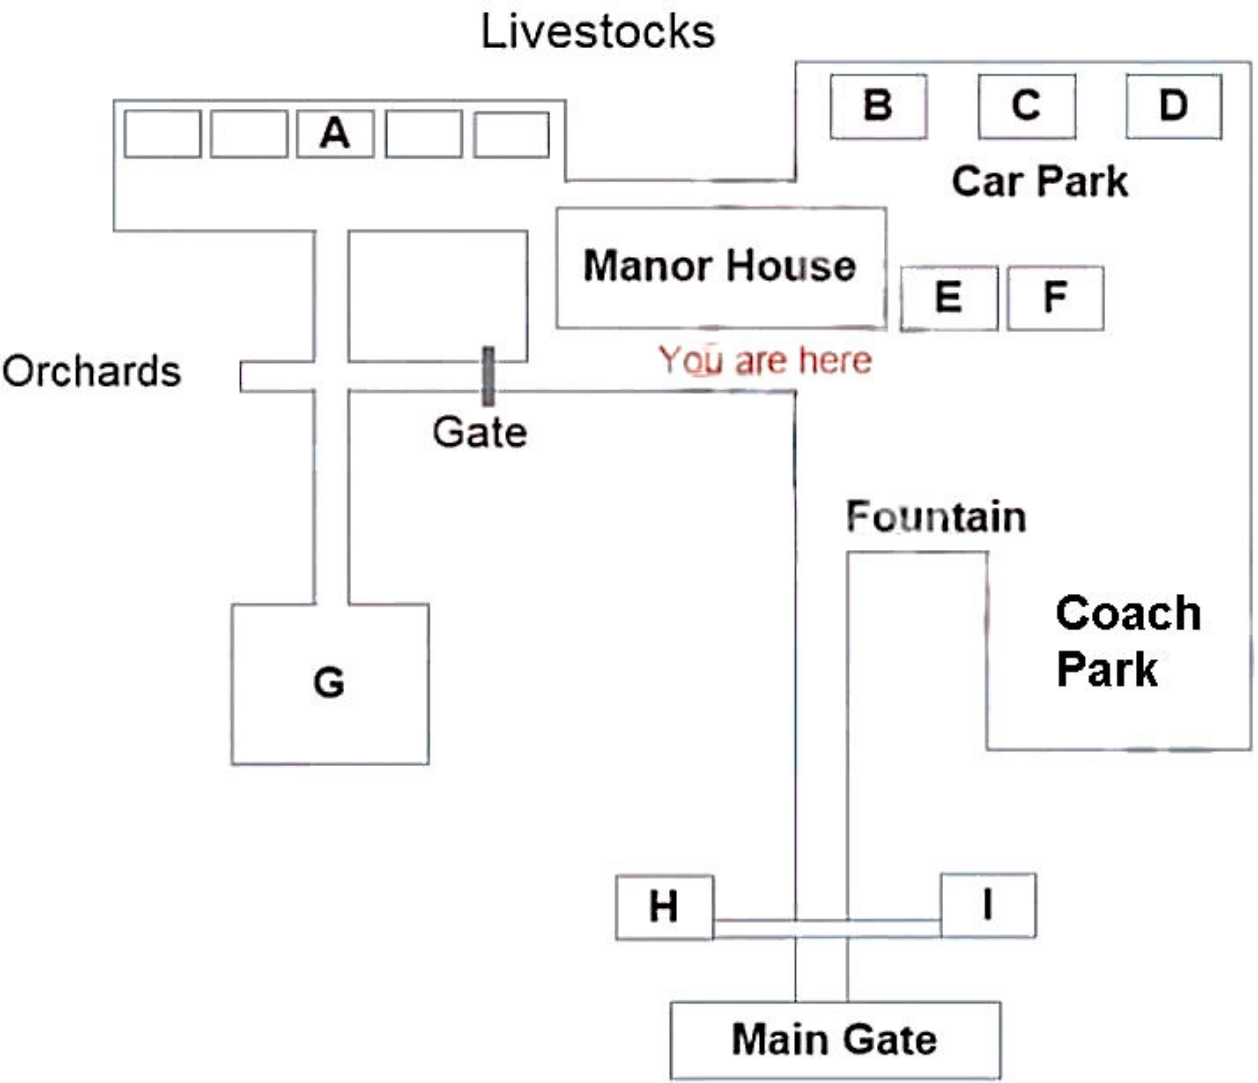 Livestocks
A
B
C
D
Car Park
Manor House
E
F
You are here
Orchards
Gate
Fountain
Coach
Park
G
H
I
Main Gate